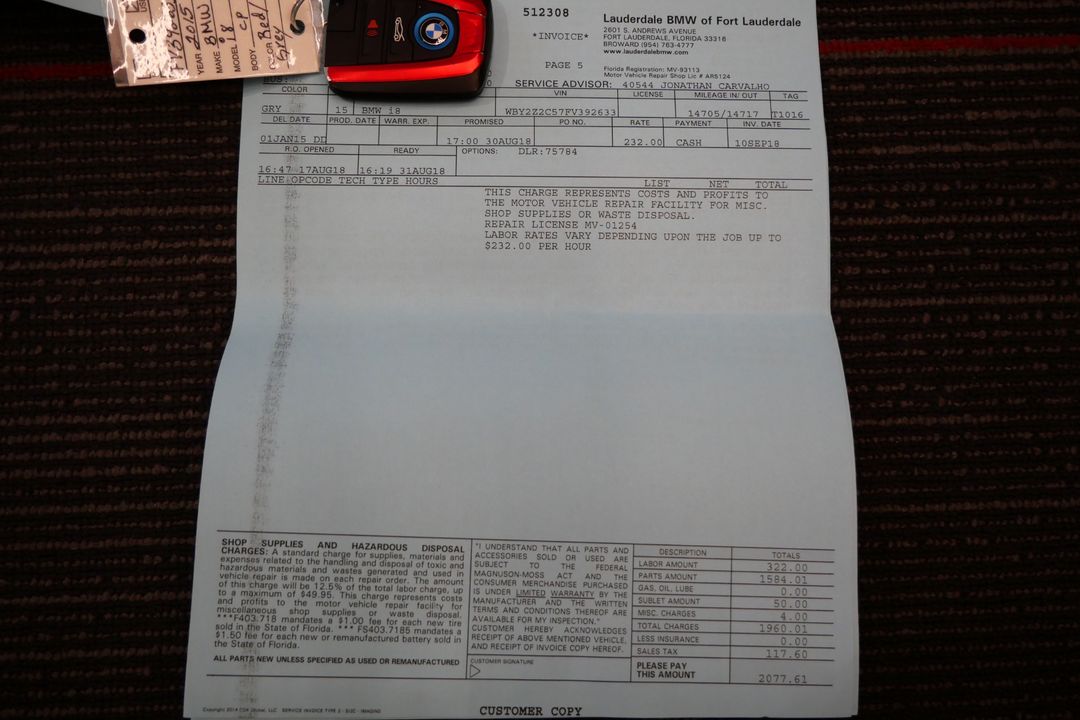 YEAR 2015
MAKE BMW
MODEL i8
BODY CP
COLOR Red/
Grey
512308
*INVOICE*
PAGE 5
Lauderdale BMW of Fort Lauderdale
2601 S. ANDREWS AVENUE
FORT LAUDERDALE, FLORIDA 33316
BROWARD (954) 763-4777
www.lauderdalebmw.com
Florida Registration: MV-93113
Motor Vehicle Repair Shop Lic # AR5124
SERVICE ADVISOR: 40544 JONATHAN CARVALHO
COLOR VIN LICENSE MILEAGE IN/ OUT TAG
GRY 15 BMW i8 WBY2Z2C57FV392633 14705/14717 T1016
DEL DATE PROD. DATE WARR. EXP. PROMISED PO NO. RATE PAYMENT INV. DATE
01JAN15 DD 17:00 30AUG18 232.00 CASH 10SEP18
R.O. OPENED READY OPTIONS: DLR:75784
16:47 17AUG18 16:19 31AUG18
LINE OPCODE TECH TYPE HOURS LIST NET TOTAL
THIS CHARGE REPRESENTS COSTS AND PROFITS TO
THE MOTOR VEHICLE REPAIR FACILITY FOR MISC.
SHOP SUPPLIES OR WASTE DISPOSAL.
REPAIR LICENSE MV-01254
LABOR RATES VARY DEPENDING UPON THE JOB UP TO
$232.00 PER HOUR
SHOP SUPPLIES AND HAZARDOUS DISPOSAL
CHARGES: A standard charge for supplies, materials and
expenses related to the handling and disposal of toxic and
hazardous materials and wastes generated and used in
vehicle repair is made on each repair order. The amount
of this charge will be 12.5% of the total labor charge, up
to a maximum of $49.95. This charge represents costs
and profits to the motor vehicle repair facility for
miscellaneous shop supplies or waste disposal.
***F403.718 mandates a $1.00 fee for each new tire
sold in the State of Florida. *** FS403.7185 mandates a
$1.50 fee for each new or remanufactured battery sold in
the State of Florida.
ALL PARTS NEW UNLESS SPECIFIED AS USED OR REMANUFACTURED
"I UNDERSTAND THAT ALL PARTS AND
ACCESSORIES SOLD OR USED ARE
SUBJECT TO THE FEDERAL
MAGNUSON-MOSS ACT AND THE
CONSUMER MERCHANDISE PURCHASED
IS UNDER LIMITED WARRANTY BY THE
MANUFACTURER AND THE WRITTEN
TERMS AND CONDITIONS THEREOF ARE
AVAILABLE FOR MY INSPECTION."
CUSTOMER HEREBY ACKNOWLEDGES
RECEIPT OF ABOVE MENTIONED VEHICLE,
AND RECEIPT OF INVOICE COPY HEREOF.
CUSTOMER SIGNATURE
DESCRIPTION TOTALS
LABOR AMOUNT 322.00
PARTS AMOUNT 1584.01
GAS, OIL, LUBE 0.00
SUBLET AMOUNT 50.00
MISC. CHARGES 4.00
TOTAL CHARGES 1960.01
LESS INSURANCE 0.00
SALES TAX 117.60
PLEASE PAY
THIS AMOUNT 2077.61
Copyright 2014 CDK Global, LLC SERVICE INVOICE TYPE 2 - SI2C - IMAGING
CUSTOMER COPY